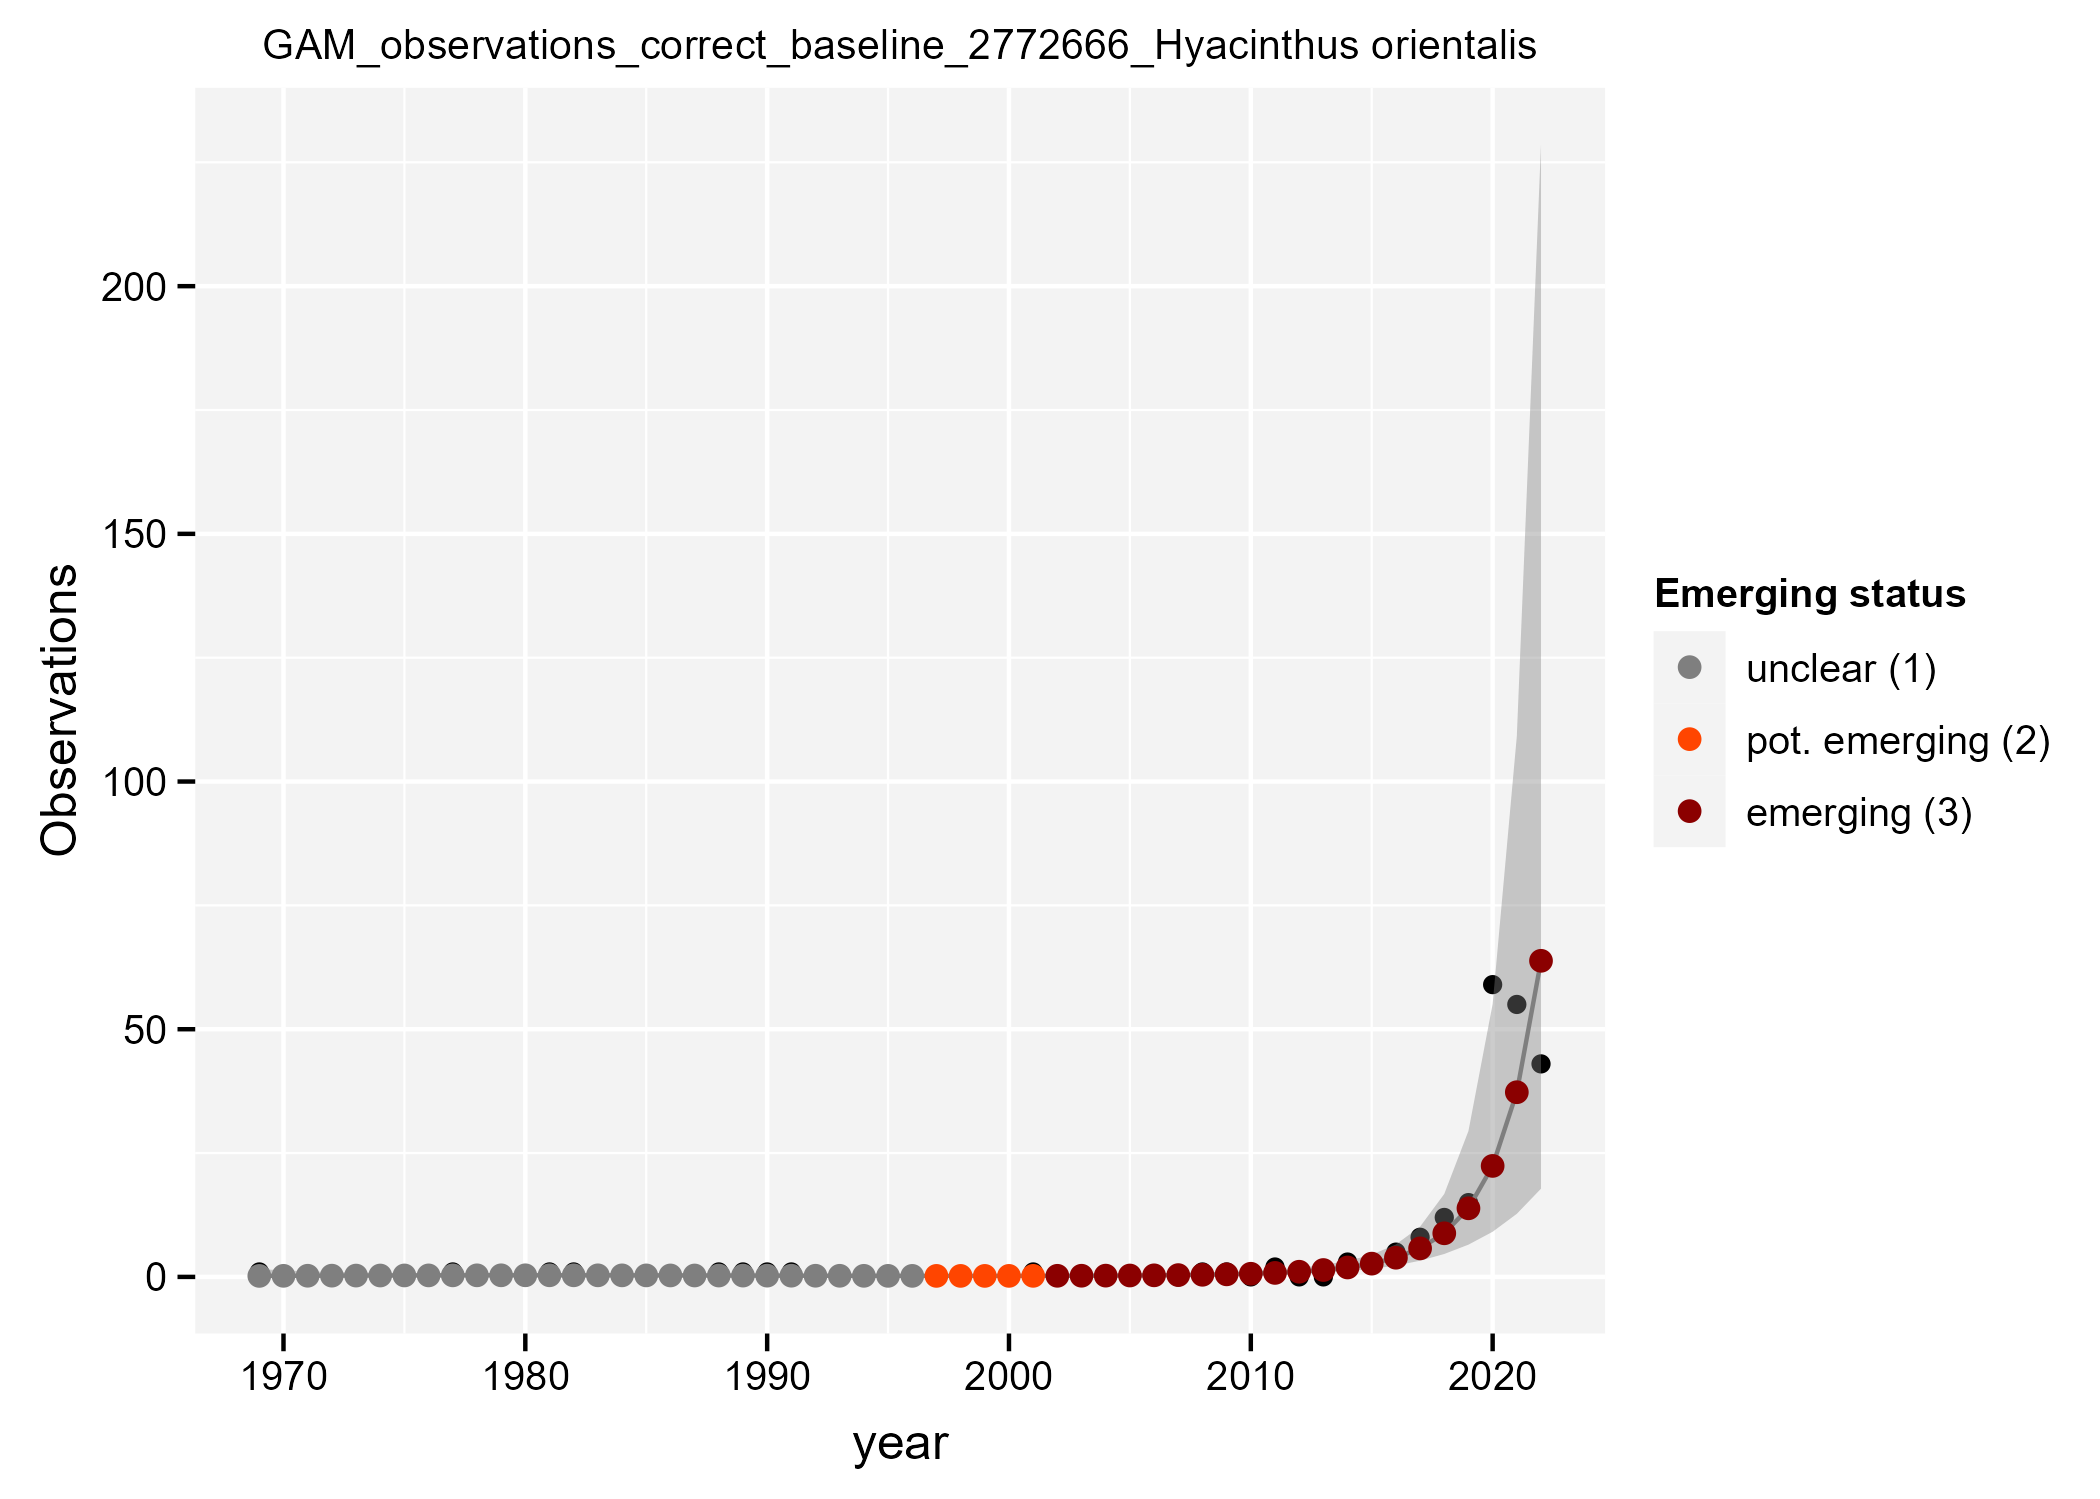 GAM_observations_correct_baseline_2772666_Hyacinthus orientalis
Observations
200
150
100
50
0
1970 1980 1990 2000 2010 2020
year
Emerging status
unclear (1)
pot. emerging (2)
emerging (3)